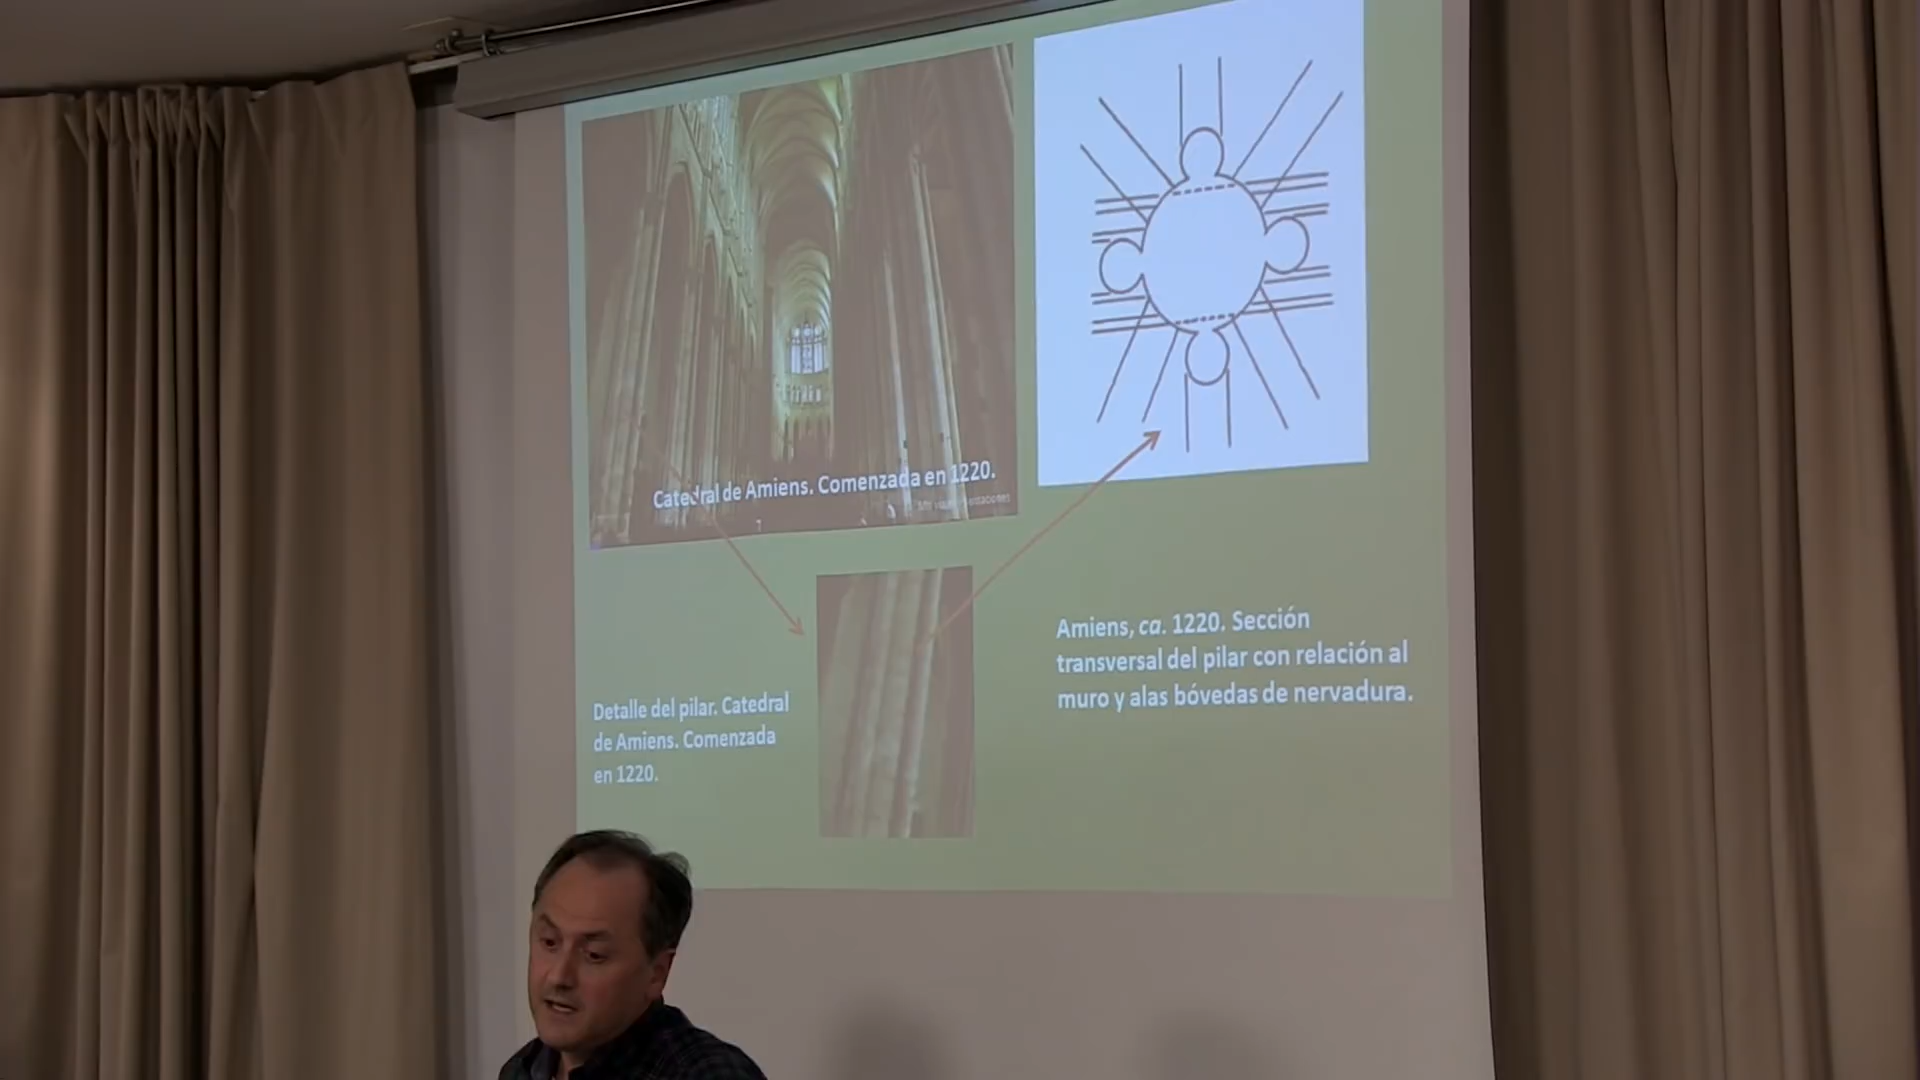 Catedral de Amiens. Comenzada en 1220.
Detalle del pilar. Catedral
de Amiens. Comenzada
en 1220.
Amiens, ca. 1220. Sección
transversal del pilar con relación al
muro y alas bóvedas de nervadura.